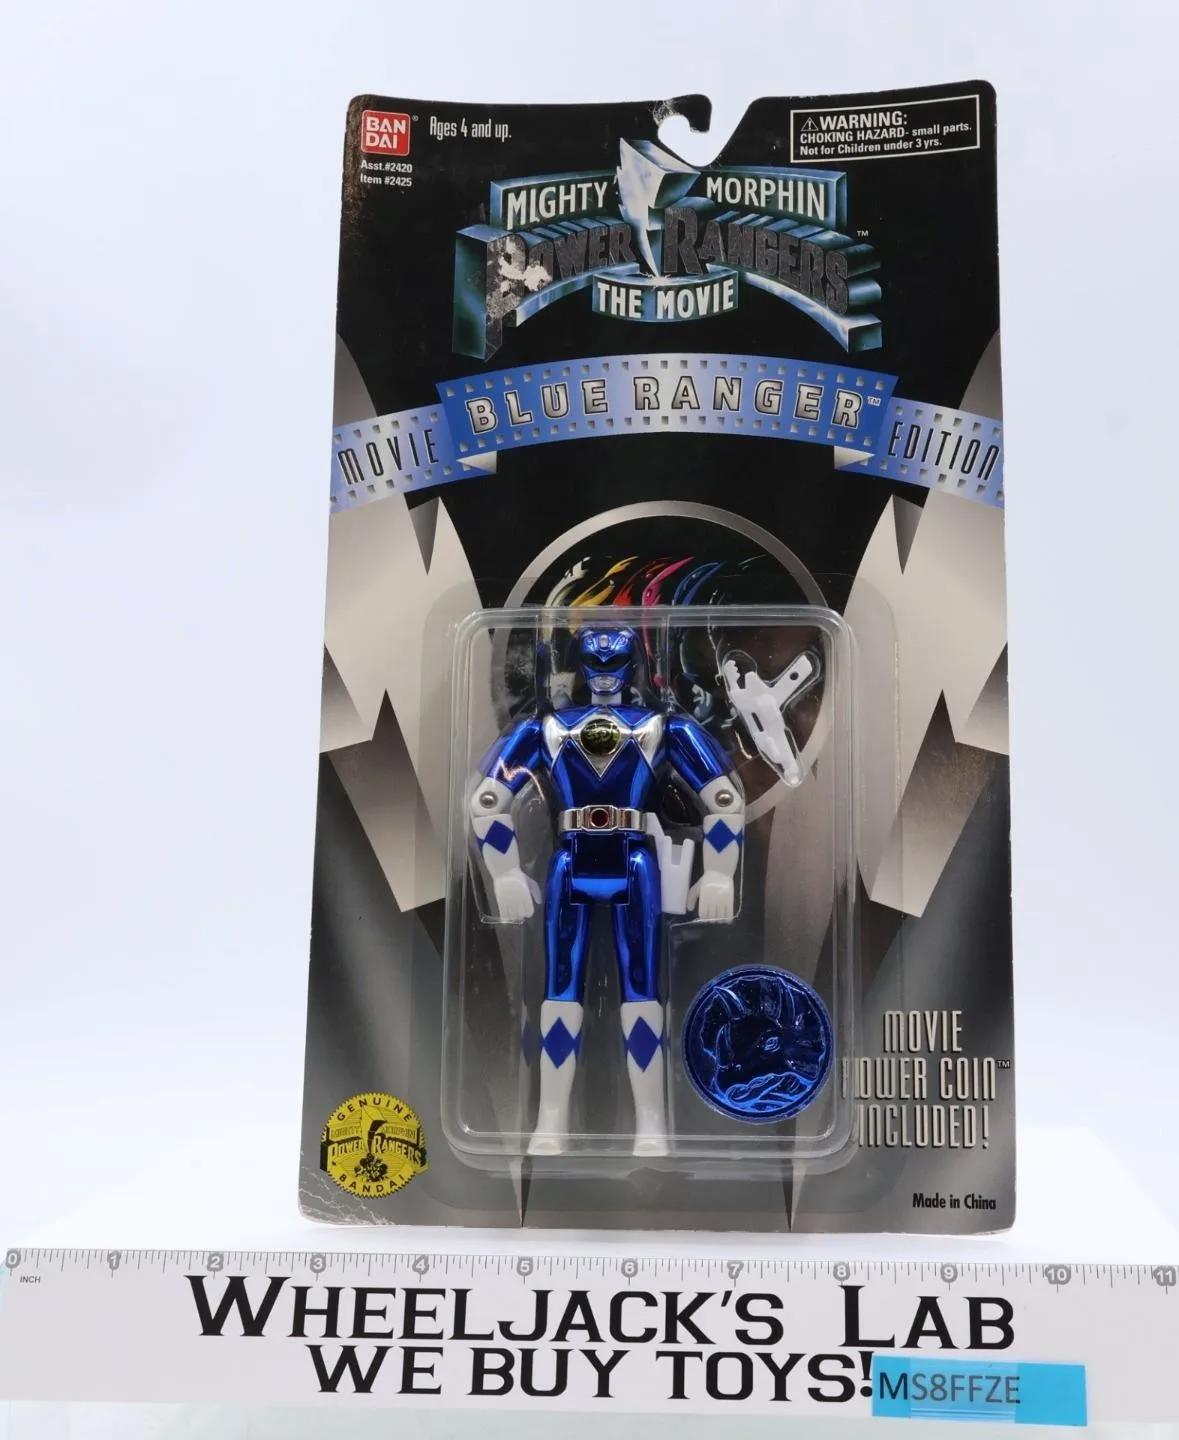 BAN
DAI
®
Ages 4 and up.
Asst.#2420
Item #2425
⚠WARNING:
CHOKING HAZARD- small parts.
Not for Children under 3 yrs.
MIGHTY MORPHIN
POWER RANGERS™
THE MOVIE
BLUE RANGER™
MOVIE EDITION
MOVIE
POWER COIN™
INCLUDED!
GENUINE
MIGHTY MORPHIN
POWER RANGERS
BANDAI
Made in China
0 1 2 3 4 5 6 7 8 9 10 11
INCH
WHEELJACK'S LAB
WE BUY TOYS!
MS8FFZE